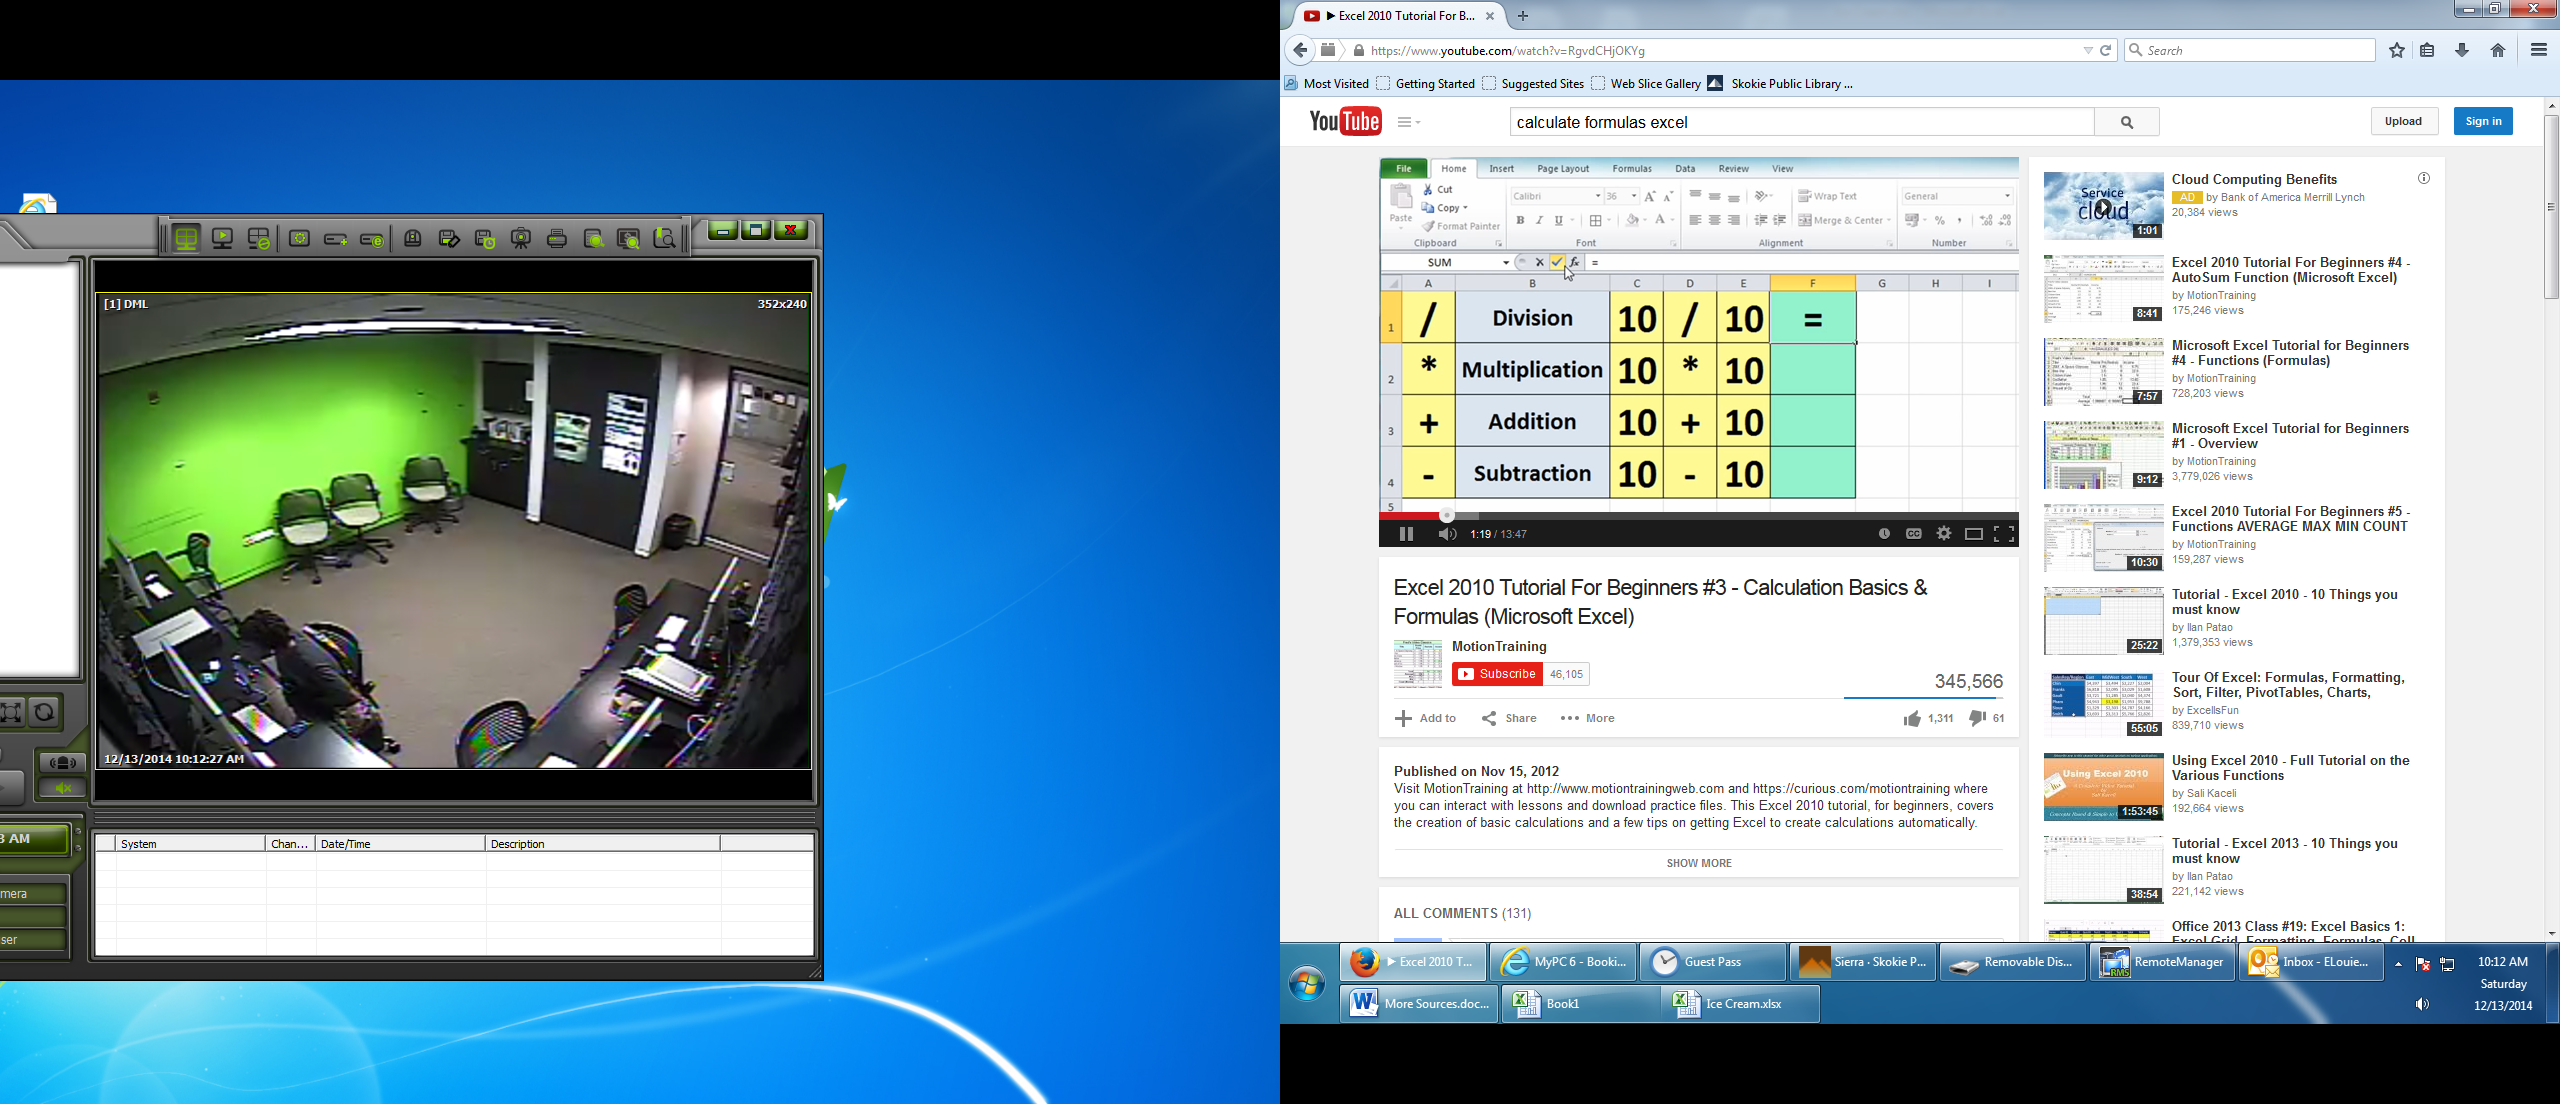 [1] DML
352x240
12/13/2014 10:12:27 AM
3 AM
mera
ser
System
Chan...
Date/Time
Description
Excel 2010 Tutorial For B...
https://www.youtube.com/watch?v=RgvdCHjOKYg
Search
Most Visited
Getting Started
Suggested Sites
Web Slice Gallery
Skokie Public Library ...
YouTube
calculate formulas excel
Upload
Sign in
File Home Insert Page Layout Formulas Data Review View
Paste
Cut
Copy
Format Painter
Calibri 36
B I U
Wrap Text
Merge & Center
General
%
Clipboard Font Alignment Number
SUM
fx =
A B C D E F G H I
1 / Division 10 / 10 =
2 * Multiplication 10 * 10
3 + Addition 10 + 10
4 - Subtraction 10 - 10
5
1:19 / 13:47
CC
Excel 2010 Tutorial For Beginners #3 - Calculation Basics &
Formulas (Microsoft Excel)
MotionTraining
Subscribe 46,105
345,566
Add to
Share
More
1,311
61
Published on Nov 15, 2012
Visit MotionTraining at http://www.motiontrainingweb.com and https://curious.com/motiontraining where
you can interact with lessons and download practice files. This Excel 2010 tutorial, for beginners, covers
the creation of basic calculations and a few tips on getting Excel to create calculations automatically.
SHOW MORE
ALL COMMENTS (131)
Service
cloud
1:01
Cloud Computing Benefits
AD by Bank of America Merrill Lynch
20,384 views
8:41
Excel 2010 Tutorial For Beginners #4 -
AutoSum Function (Microsoft Excel)
by MotionTraining
175,246 views
7:57
Microsoft Excel Tutorial for Beginners
#4 - Functions (Formulas)
by MotionTraining
728,203 views
9:12
Microsoft Excel Tutorial for Beginners
#1 - Overview
by MotionTraining
3,779,026 views
10:30
Excel 2010 Tutorial For Beginners #5 -
Functions AVERAGE MAX MIN COUNT
by MotionTraining
159,287 views
25:22
Tutorial - Excel 2010 - 10 Things you
must know
by Ilan Patao
1,379,353 views
55:05
Tour Of Excel: Formulas, Formatting,
Sort, Filter, PivotTables, Charts,
by ExcelIsFun
839,710 views
Using Excel 2010
1:53:45
Using Excel 2010 - Full Tutorial on the
Various Functions
by Sali Kaceli
192,664 views
38:54
Tutorial - Excel 2013 - 10 Things you
must know
by Ilan Patao
221,142 views
Office 2013 Class #19: Excel Basics 1:
Excel Grid, Formatting, Formulas, Cell
Excel 2010 T...
MyPC 6 - Booki...
Guest Pass
Sierra · Skokie P...
Removable Dis...
RMS
RemoteManager
Inbox - ELouie...
More Sources.doc...
Book1
Ice Cream.xlsx
10:12 AM
Saturday
12/13/2014